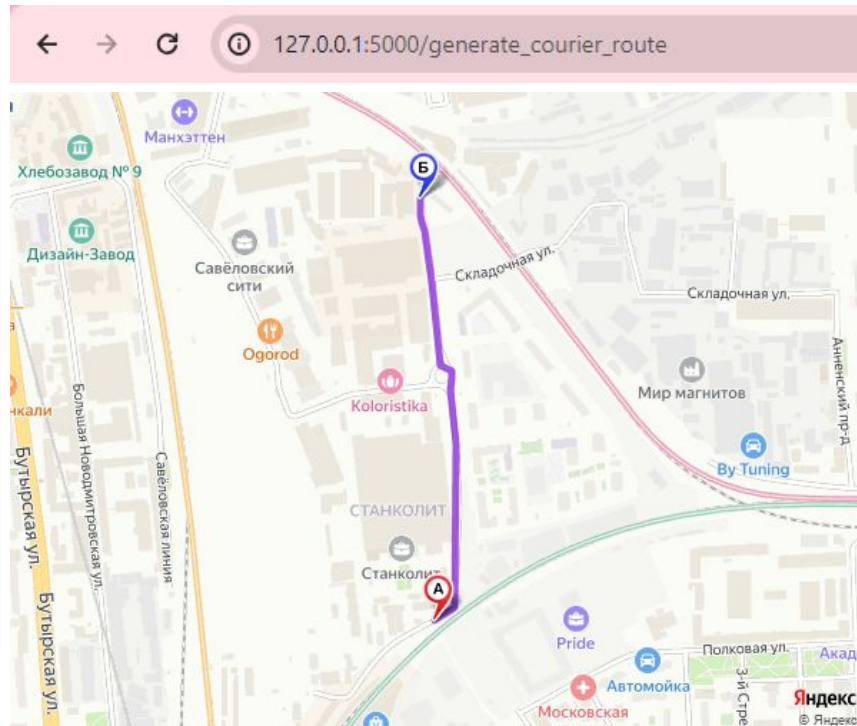 127.0.0.1:5000/generate_courier_route
Манхэттен
Хлебозавод № 9
Б
Дизайн-Завод
Савёловский
сити
Складочная ул.
Складочная ул.
Ogorod
Koloristika
Мир магнитов
Анненский пр-д
By Tuning
Бутырская ул.
Большая Новодмитровская ул.
Савёловская линия
СТАНКОЛИТ
Станколит
А
Бутырская ул.
Pride
Полковая ул.
Автомойка
Московская
Яндекс
© Яндекс